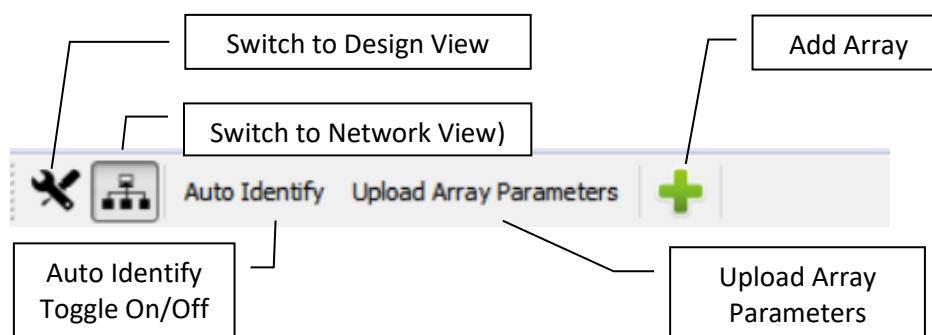 Switch to Design View
Add Array
Switch to Network View)
Auto Identify Upload Array Parameters
Auto Identify
Toggle On/Off
Upload Array
Parameters